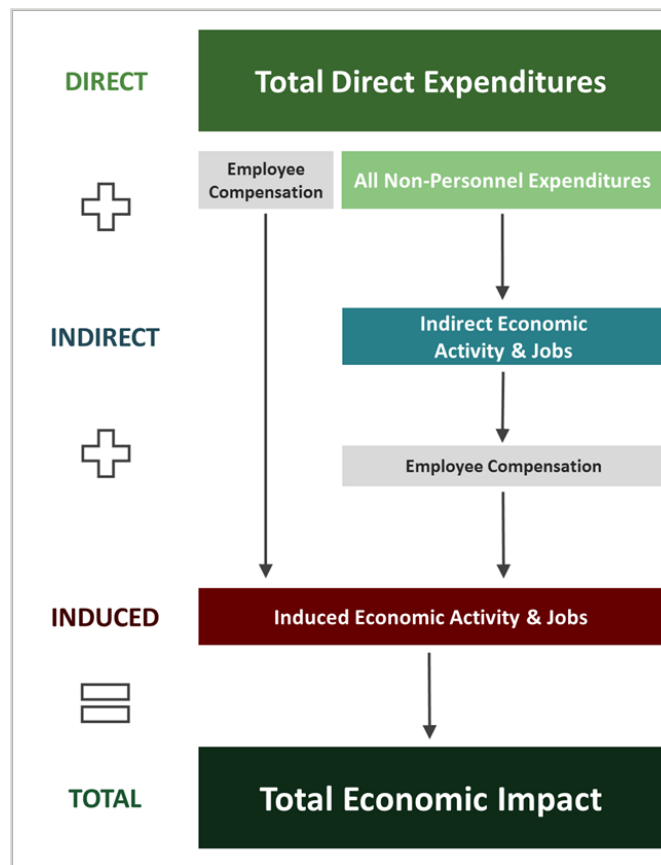 DIRECT
Total Direct Expenditures
Employee
Compensation
All Non-Personnel Expenditures
INDIRECT
Indirect Economic
Activity & Jobs
Employee Compensation
INDUCED
Induced Economic Activity & Jobs
TOTAL
Total Economic Impact